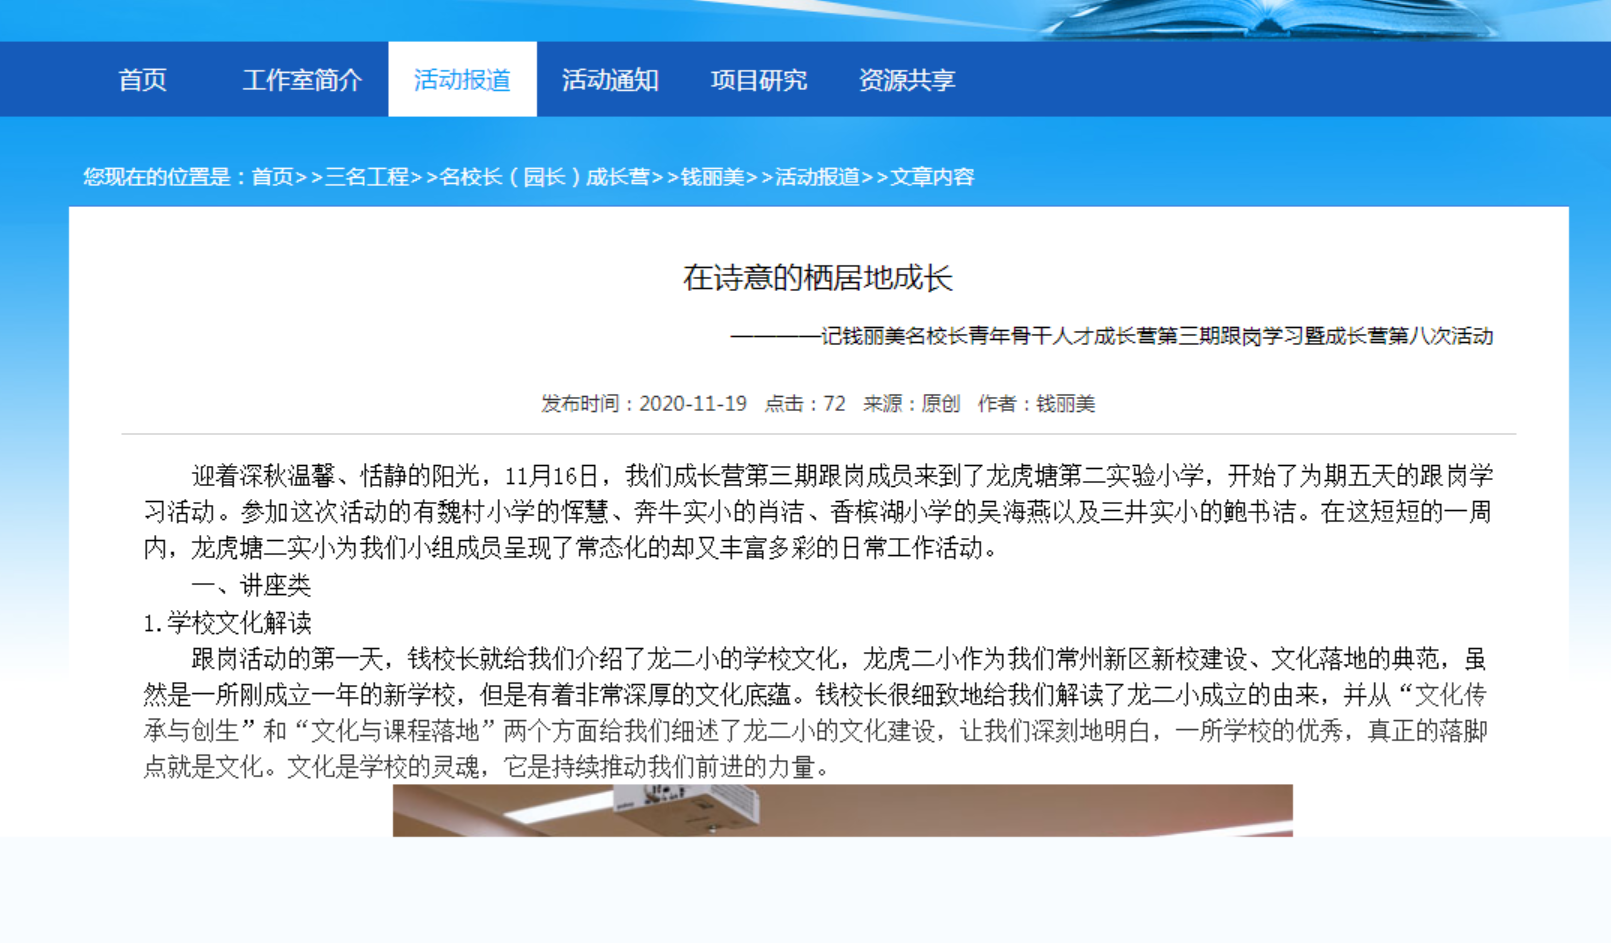 首页 工作室简介 活动报道 活动通知 项目研究 资源共享
您现在的位置是：首页>>三名工程>>名校长（园长）成长营>>钱丽美>>活动报道>>文章内容
在诗意的栖居地成长
————记钱丽美名校长青年骨干人才成长营第三期跟岗学习暨成长营第八次活动
发布时间：2020-11-19 点击：72 来源：原创 作者：钱丽美
迎着深秋温馨、恬静的阳光，11月16日，我们成长营第三期跟岗成员来到了龙虎塘第二实验小学，开始了为期五天的跟岗学
习活动。参加这次活动的有魏村小学的恽慧、奔牛实小的肖洁、香槟湖小学的吴海燕以及三井实小的鲍书洁。在这短短的一周
内，龙虎塘二实小为我们小组成员呈现了常态化的却又丰富多彩的日常工作活动。
一、讲座类
1.学校文化解读
跟岗活动的第一天，钱校长就给我们介绍了龙二小的学校文化，龙虎二小作为我们常州新区新校建设、文化落地的典范，虽
然是一所刚成立一年的新学校，但是有着非常深厚的文化底蕴。钱校长很细致地给我们解读了龙二小成立的由来，并从“文化传
承与创生”和“文化与课程落地”两个方面给我们细述了龙二小的文化建设，让我们深刻地明白，一所学校的优秀，真正的落脚
点就是文化。文化是学校的灵魂，它是持续推动我们前进的力量。